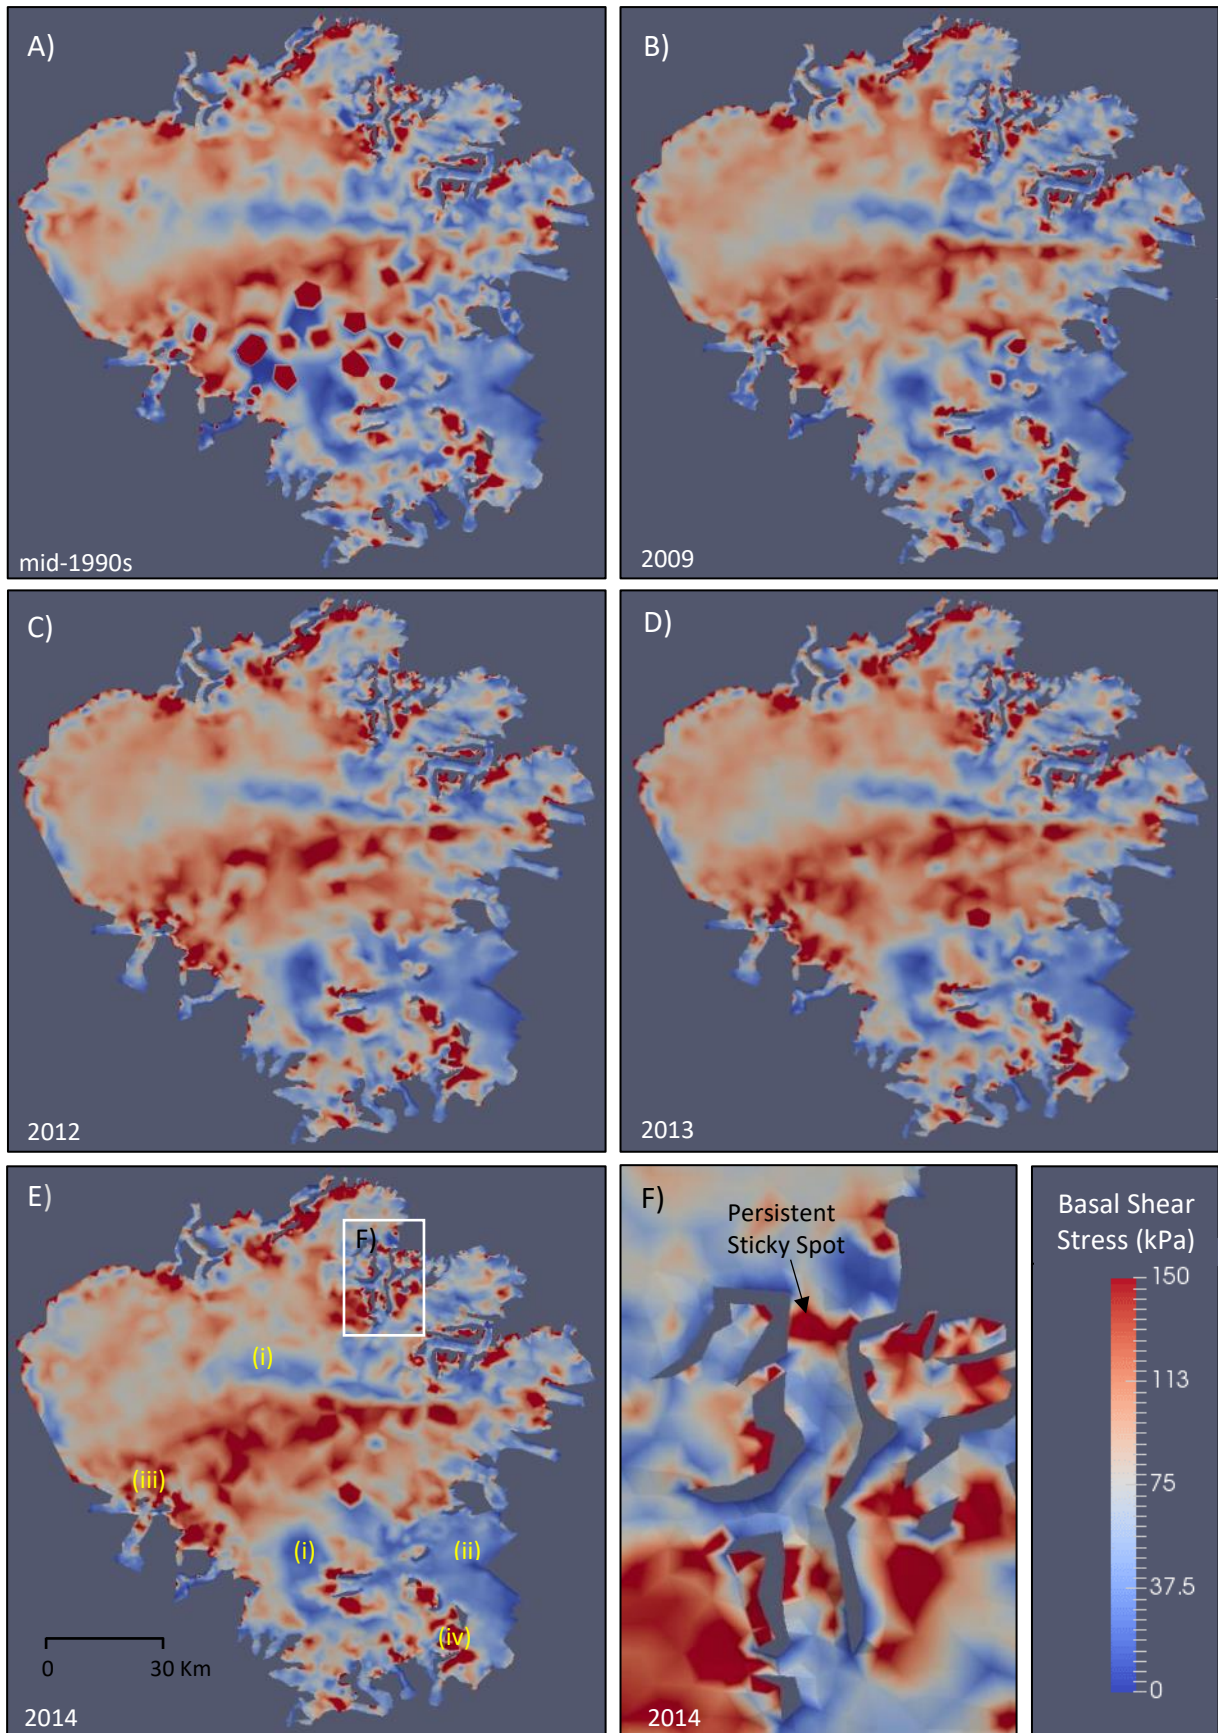 A)
mid-1990s
B)
2009
C)
2012
D)
2013
E)
F)
(i)
(iii)
(i)
(ii)
(iv)
0 30 Km
2014
F)
Persistent
Sticky Spot
2014
Basal Shear
Stress (kPa)
150
113
75
37.5
0